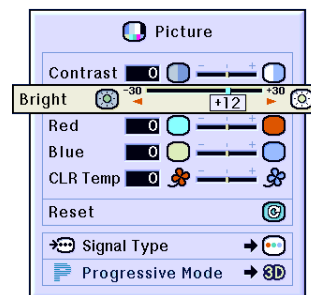 Picture
Contrast 0 - +
Bright -30 +12 +30
Red 0 - +
Blue 0 - +
CLR Temp 0 - +
Reset
Signal Type
Progressive Mode 3D